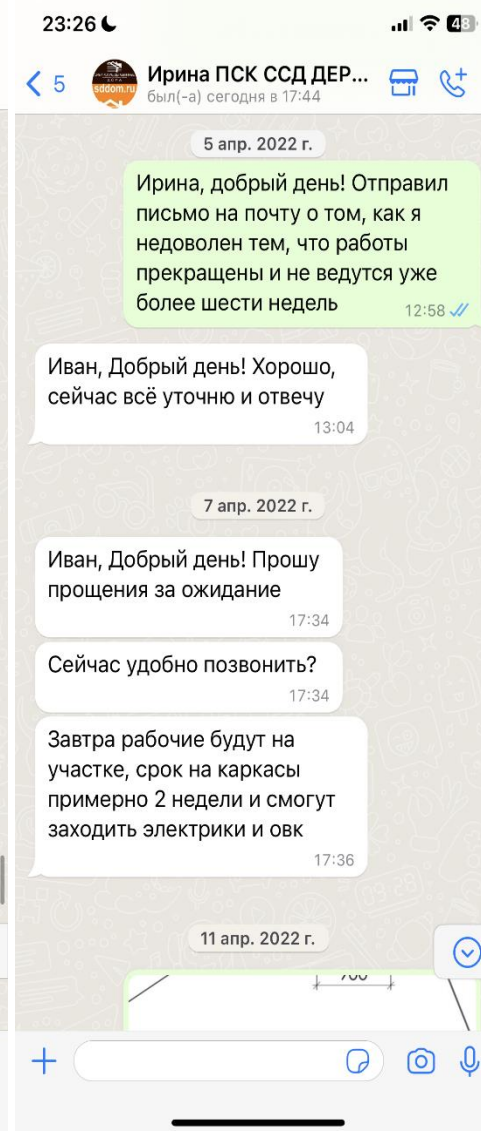 23:26
48
5
Ирина ПСК ССД ДЕР...
был(-а) сегодня в 17:44
sddom.ru
5 апр. 2022 г.
Ирина, добрый день! Отправил
письмо на почту о том, как я
недоволен тем, что работы
прекращены и не ведутся уже
более шести недель
12:58
Иван, Добрый день! Хорошо,
сейчас всё уточню и отвечу
13:04
7 апр. 2022 г.
Иван, Добрый день! Прошу
прощения за ожидание
17:34
Сейчас удобно позвонить?
17:34
Завтра рабочие будут на
участке, срок на каркасы
примерно 2 недели и смогут
заходить электрики и овк
17:36
11 апр. 2022 г.